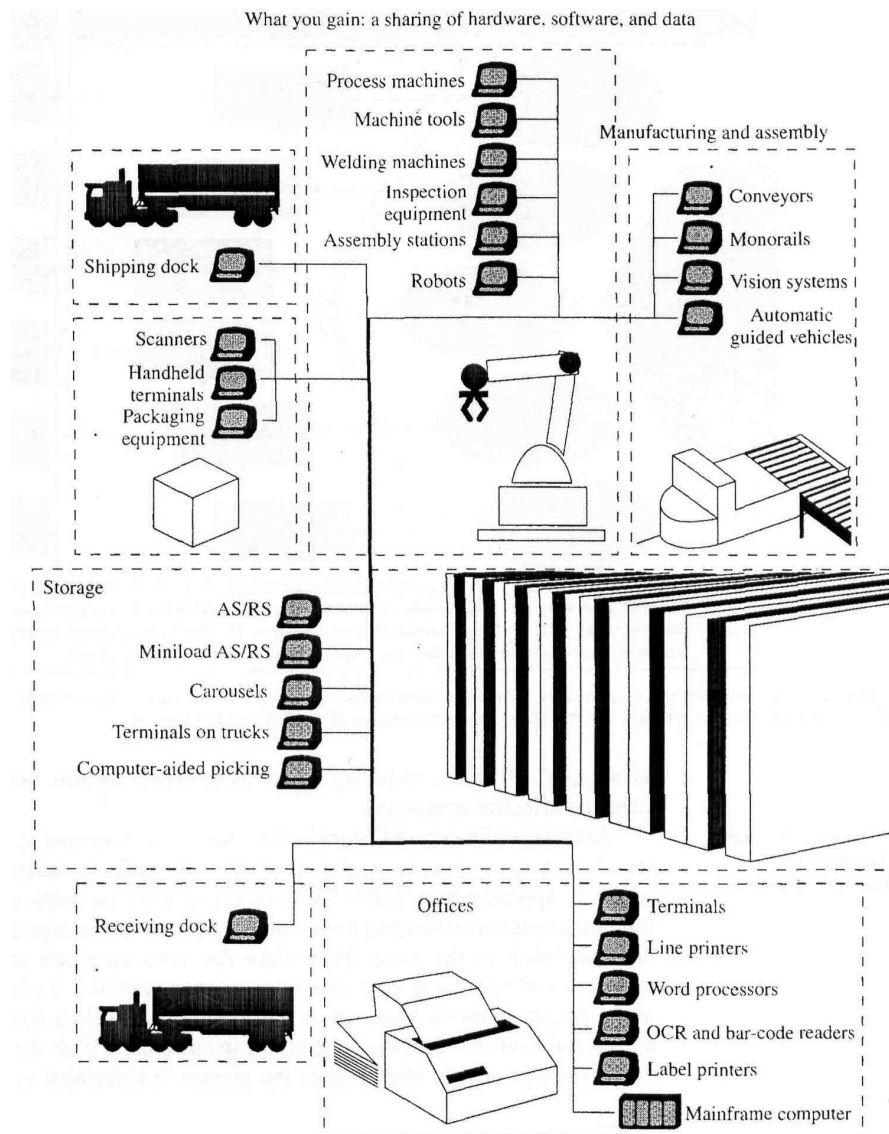 What you gain: a sharing of hardware, software, and data
Process machines
Machine tools
Welding machines
Inspection
equipment
Assembly stations
Robots
Manufacturing and assembly
Conveyors
Monorails
Vision systems
Automatic
guided vehicles
Shipping dock
Scanners
Handheld
terminals
Packaging
equipment
Storage
AS/RS
Miniload AS/RS
Carousels
Terminals on trucks
Computer-aided picking
Receiving dock
Offices
Terminals
Line printers
Word processors
OCR and bar-code readers
Label printers
Mainframe computer